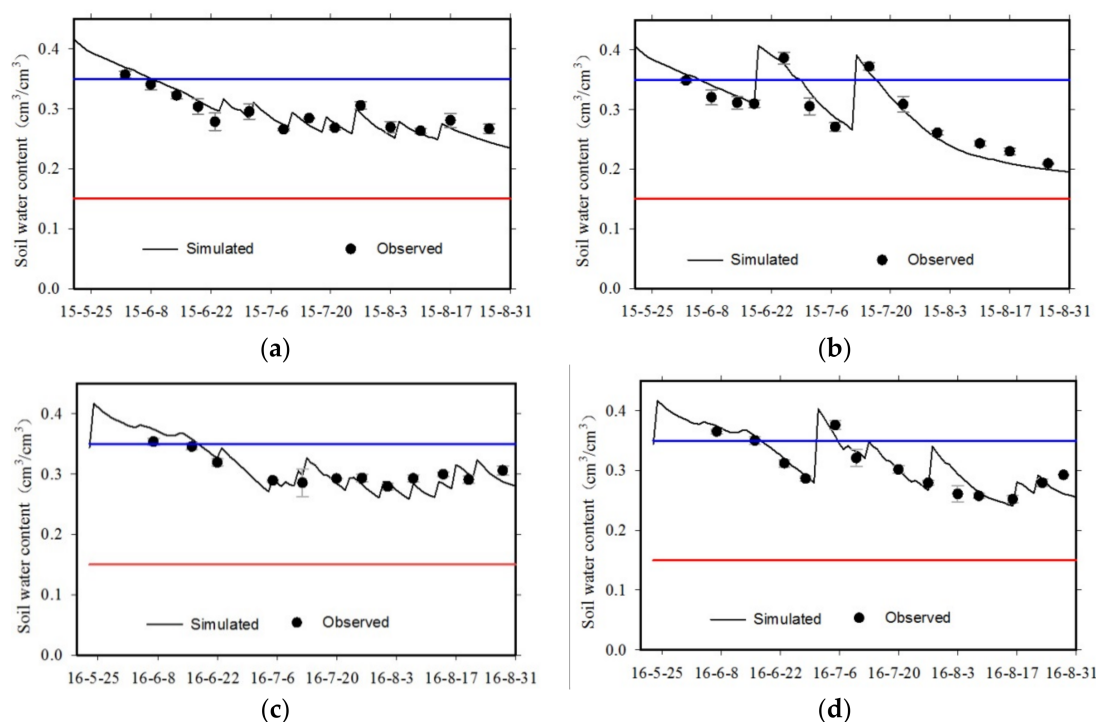 0.4
0.3
0.2
0.1
0.0
Soil water content（cm³/cm³）
Simulated
Observed
15-5-25 15-6-8 15-6-22 15-7-6 15-7-20 15-8-3 15-8-17 15-8-31
(a)
0.4
0.3
0.2
0.1
0.0
Soil water content（cm³/cm³）
Simulated
Observed
15-5-25 15-6-8 15-6-22 15-7-6 15-7-20 15-8-3 15-8-17 15-8-31
(b)
0.4
0.3
0.2
0.1
0.0
Soil water content（cm³/cm³）
Simulated
Observed
16-5-25 16-6-8 16-6-22 16-7-6 16-7-20 16-8-3 16-8-17 16-8-31
(c)
0.4
0.3
0.2
0.1
0.0
Soil water content（cm³/cm³）
Simulated
Observed
16-5-25 16-6-8 16-6-22 16-7-6 16-7-20 16-8-3 16-8-17 16-8-31
(d)